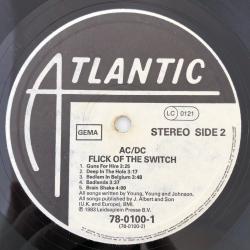 ATLANTIC
LC 0121
GEMA
STEREO SIDE 2
AC/DC
FLICK OF THE SWITCH
1. Guns For Hire 3:25
2. Deep In The Hole 3:17
3. Bedlam In Belgium 3:48
4. Badlands 3:37
5. Brain Shake 4:00
All songs written by Young, Young and Johnson.
All songs published by J. Albert and Son
(U.K. and Europe), BMI.
℗ 1983 Leidseplein Presse B.V.
78-0100-1
(78-0100-2)